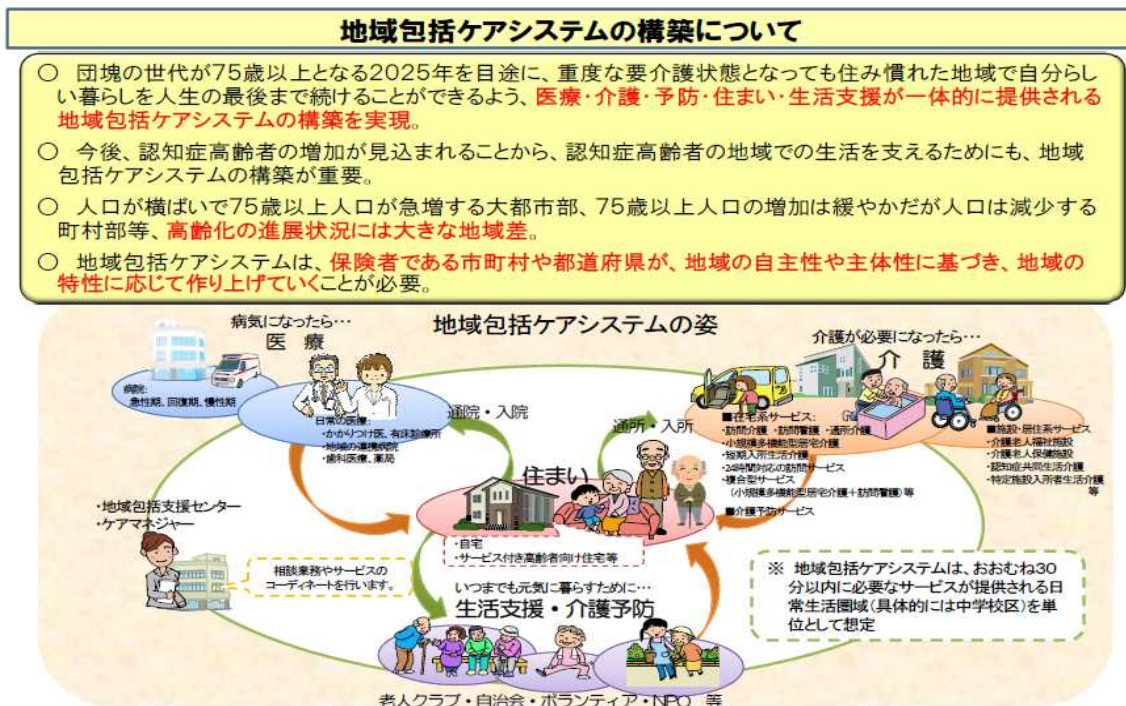 地域包括ケアシステムの構築について
○ 団塊の世代が75歳以上となる2025年を目途に、重度な要介護状態となっても住み慣れた地域で自分らし
い暮らしを人生の最後まで続けることができるよう、医療・介護・予防・住まい・生活支援が一体的に提供される
地域包括ケアシステムの構築を実現。
○ 今後、認知症高齢者の増加が見込まれることから、認知症高齢者の地域での生活を支えるためにも、地域
包括ケアシステムの構築が重要。
○ 人口が横ばいで75歳以上人口が急増する大都市部、75歳以上人口の増加は緩やかだが人口は減少する
町村部等、高齢化の進展状況には大きな地域差。
○ 地域包括ケアシステムは、保険者である市町村や都道府県が、地域の自主性や主体性に基づき、地域の
特性に応じて作り上げていくことが必要。
地域包括ケアシステムの姿
病気になったら…
医 療
病院:
急性期、回復期、慢性期
日常の医療:
・かかりつけ医、有床診療所
・地域の連携病院
・歯科医療、薬局
通院・入院
介護が必要になったら…
介 護
通所・入所
■在宅系サービス:
・訪問介護 ・訪問看護 ・通所介護
・小規模多機能型居宅介護
・短期入所生活介護
・24時間対応の訪問サービス
・複合型サービス
(小規模多機能型居宅介護+訪問看護)等
■介護予防サービス
■施設・居住系サービス
・介護老人福祉施設
・介護老人保健施設
・認知症共同生活介護
・特定施設入所者生活介護
等
住まい
・自宅
・サービス付き高齢者向け住宅等
・地域包括支援センター
・ケアマネジャー
相談業務やサービスの
コーディネートを行います。
いつまでも元気に暮らすために…
生活支援・介護予防
老人クラブ・自治会・ボランティア・NPO 等
※ 地域包括ケアシステムは、おおむね30
分以内に必要なサービスが提供される日
常生活圏域(具体的には中学校区)を単
位として想定